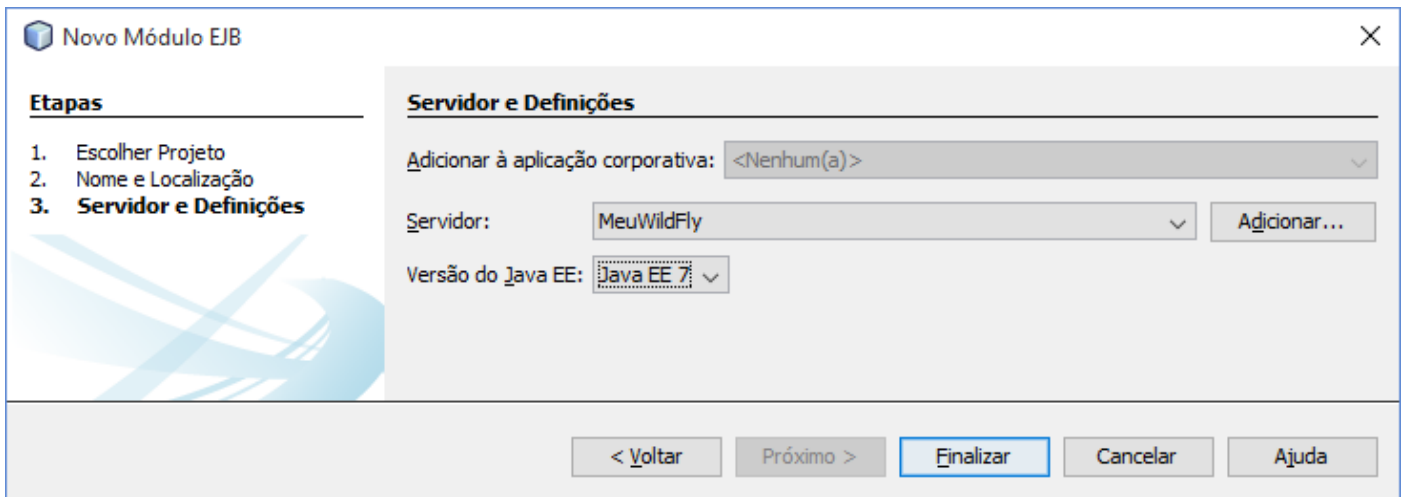 Novo Módulo EJB
Etapas
1. Escolher Projeto
2. Nome e Localização
3. Servidor e Definições
Servidor e Definições
Adicionar à aplicação corporativa: <Nenhum(a)>
Servidor: MeuWildFly Adicionar...
Versão do Java EE: Java EE 7
< Voltar Próximo > Finalizar Cancelar Ajuda